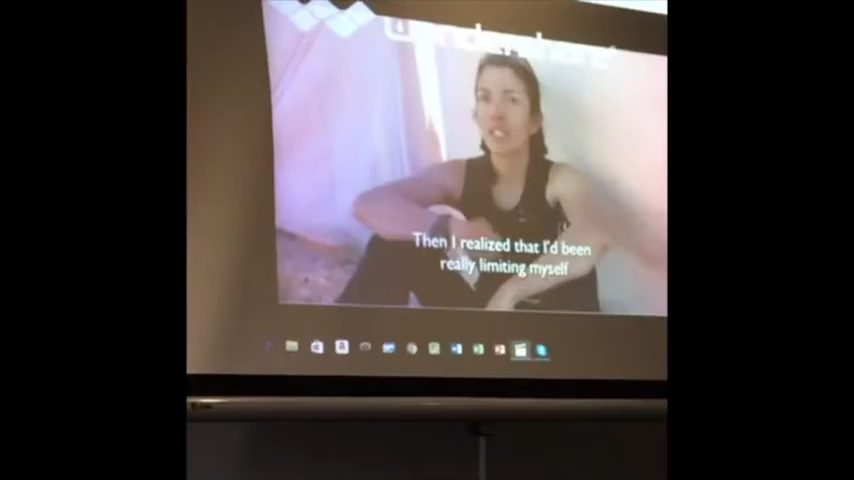 Then I realized that I'd been
really limiting myself